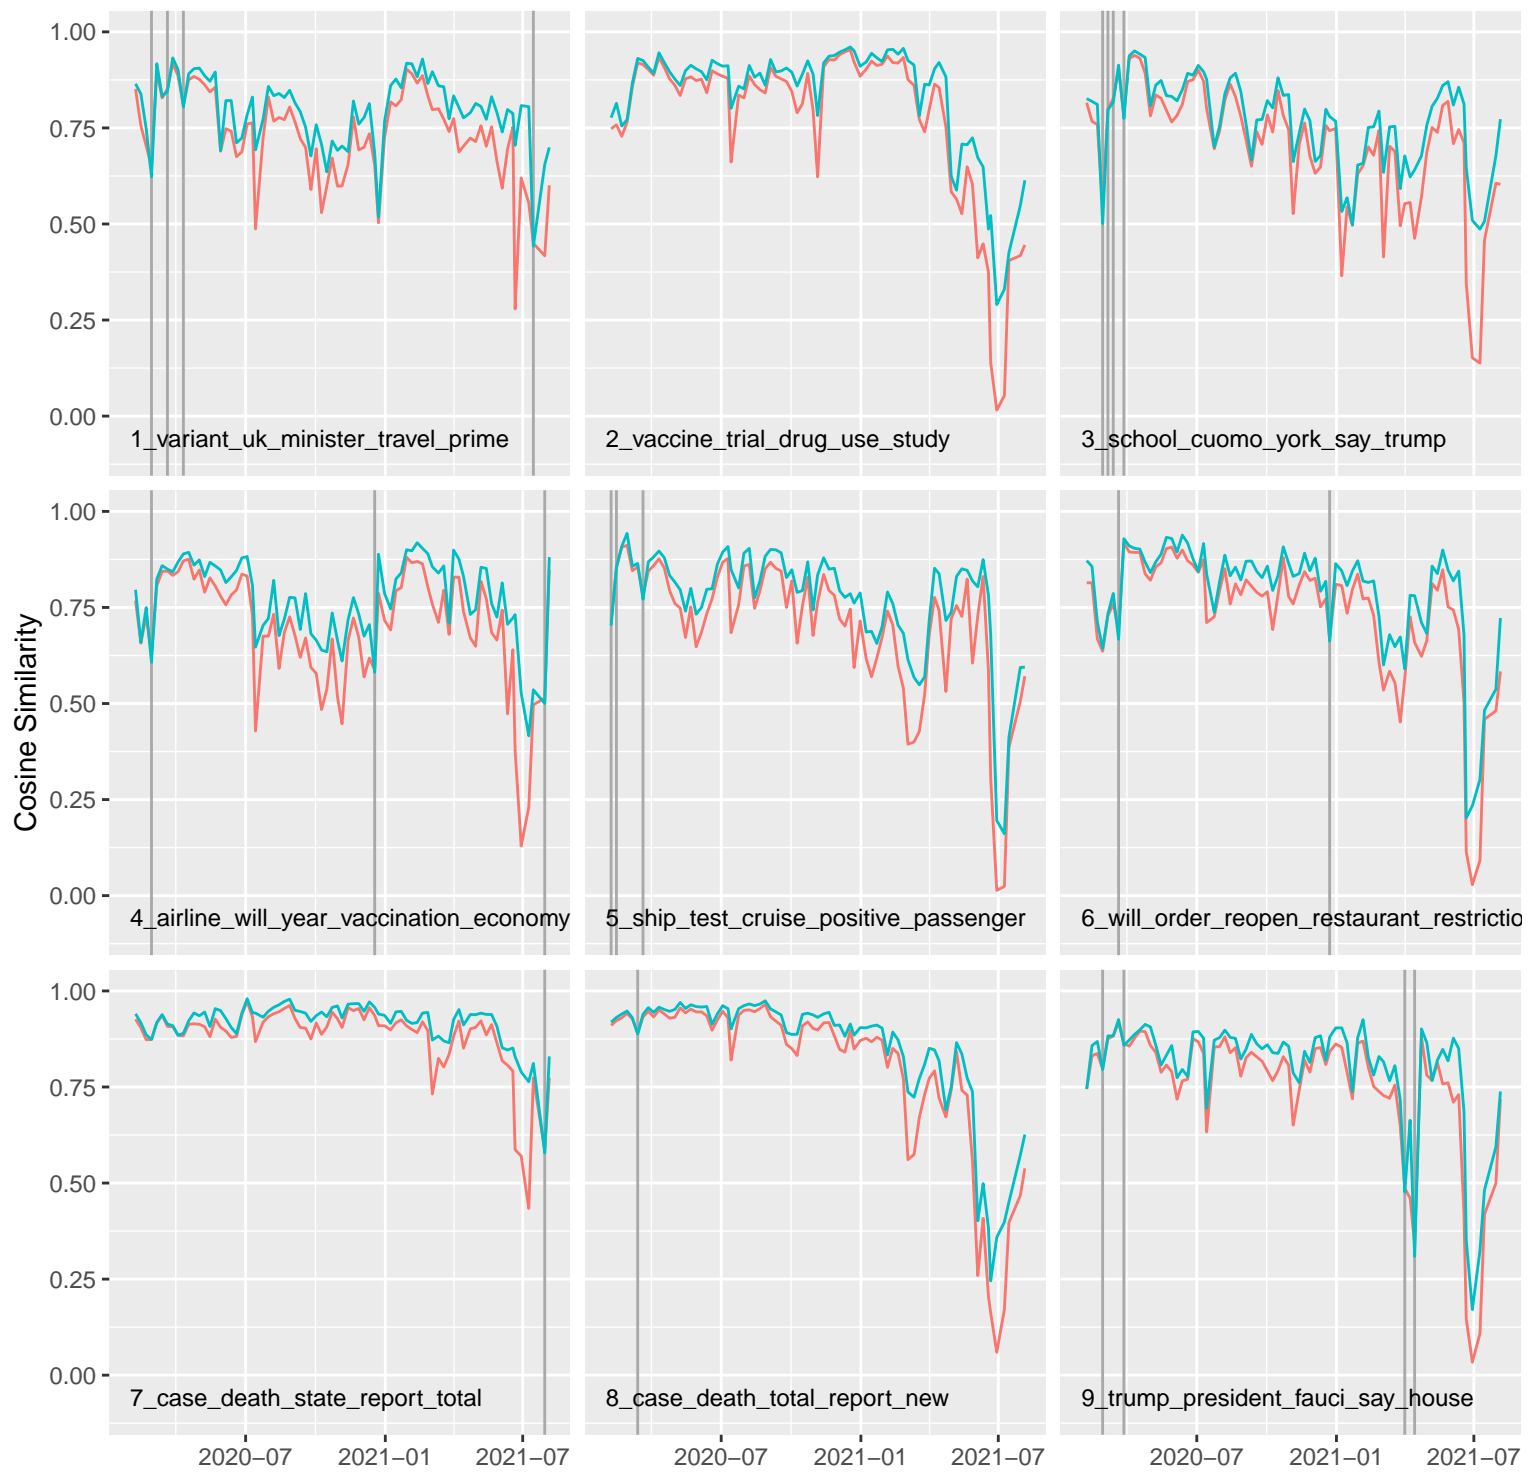 1.00
0.75
0.50
0.25
0.00
1_variant_uk_minister_travel_prime
2_vaccine_trial_drug_use_study
3_school_cuomo_york_say_trump
Cosine Similarity
1.00
0.75
0.50
0.25
0.00
4_airline_will_year_vaccination_economy
5_ship_test_cruise_positive_passenger
6_will_order_reopen_restaurant_restrictio
1.00
0.75
0.50
0.25
0.00
7_case_death_state_report_total
8_case_death_total_report_new
9_trump_president_fauci_say_house
2020−07 2021−01 2021−07
2020−07 2021−01 2021−07
2020−07 2021−01 2021−07